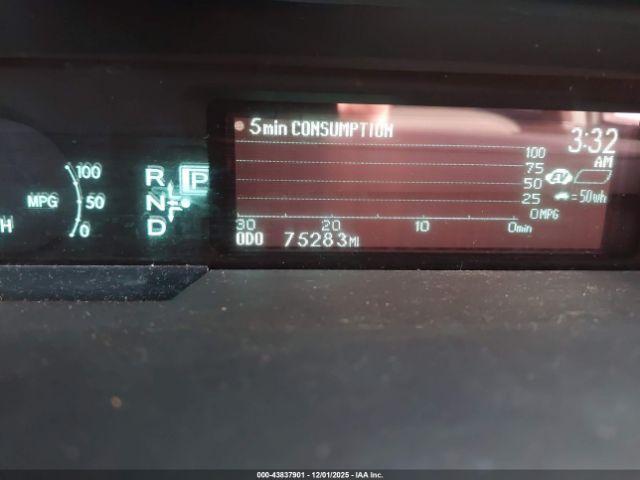 5min CONSUMPTION
3:32
AM
100
75
50
25
0MPG
EV
=50Wh
30 20 10 0min
ODO 75283MI
100
MPG 50
0
H
R P
N
D
F
000-43837901 - 12/01/2025 - IAA Inc.